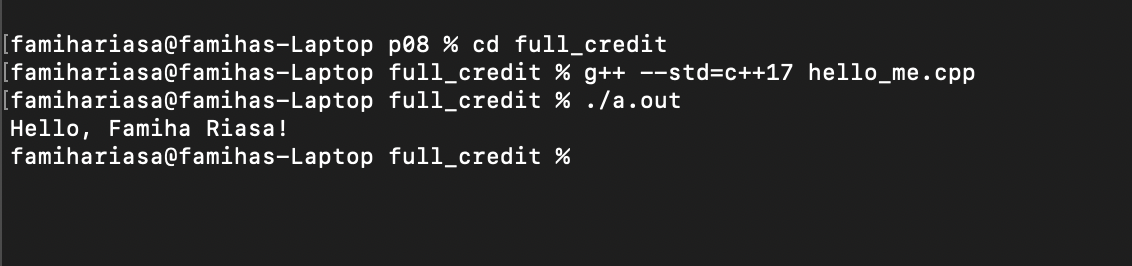 [famihariasa@famihas-Laptop p08 % cd full_credit
[famihariasa@famihas-Laptop full_credit % g++ --std=c++17 hello_me.cpp
[famihariasa@famihas-Laptop full_credit % ./a.out
Hello, Famiha Riasa!
famihariasa@famihas-Laptop full_credit %